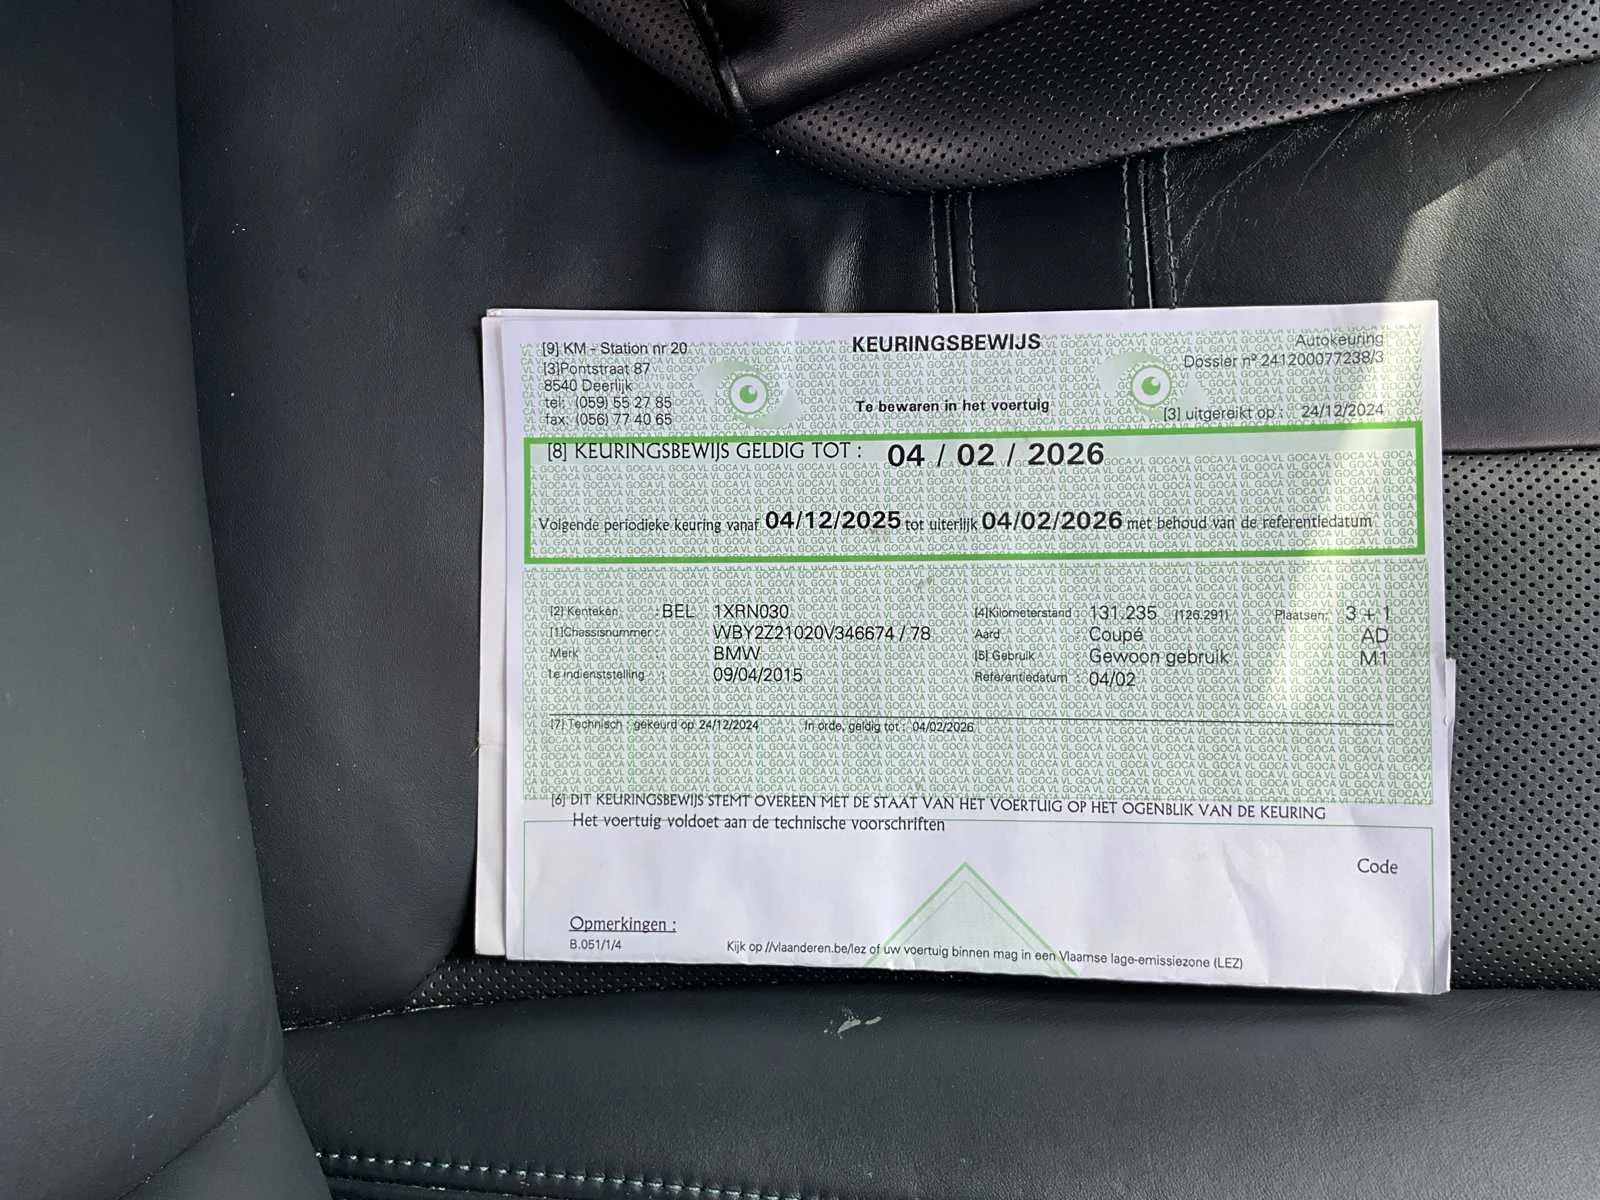 [9] KM - Station nr 20
[3]Pontstraat 87
8540 Deerlijk
tel: (059) 55 27 85
fax: (056) 77 40 65
KEURINGSBEWIJS
Te bewaren in het voertuig
Autokeuring
Dossier nº 241200077238/3
[3] uitgereikt op : 24/12/2024
[8] KEURINGSBEWIJS GELDIG TOT : 04 / 02 / 2026
Volgende periodieke keuring vanaf 04/12/2025 tot uiterlijk 04/02/2026 met behoud van de referentiedatum
[2] Kenteken : BEL 1XRN030 [4]Kilometerstand : 131.235 (126.291) Plaatsen: 3 + 1
[1]Chassisnummer : WBY2Z21020V346674 / 78 Aard : Coupé AD
Merk : BMW [5] Gebruik : Gewoon gebruik M1
1e indienststelling : 09/04/2015 Referentiedatum : 04/02
[7] Technisch : gekeurd op 24/12/2024 In orde, geldig tot : 04/02/2026
[6] DIT KEURINGSBEWIJS STEMT OVEREEN MET DE STAAT VAN HET VOERTUIG OP HET OGENBLIK VAN DE KEURING
Het voertuig voldoet aan de technische voorschriften
Code
Opmerkingen :
B.051/1/4 Kijk op //vlaanderen.be/lez of uw voertuig binnen mag in een Vlaamse lage-emissiezone (LEZ)